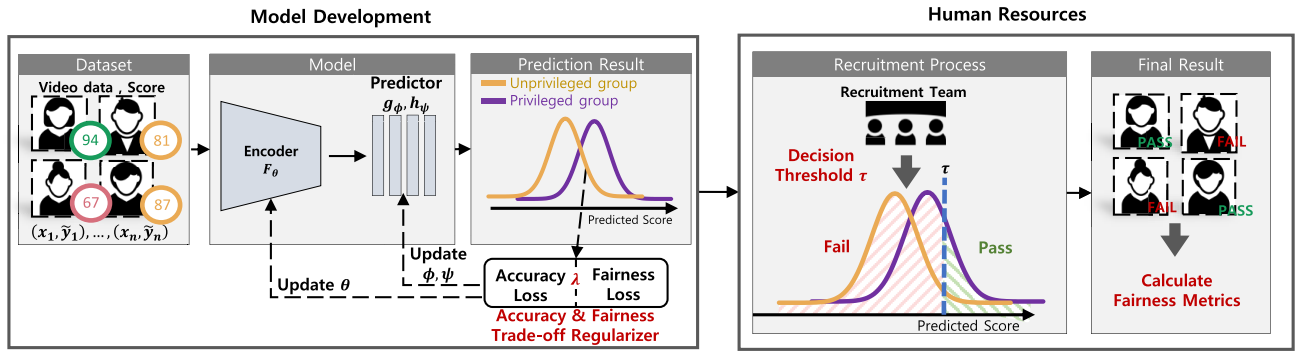 Model Development
Human Resources
Dataset
Model
Prediction Result
Recruitment Process
Final Result
Video data , Score
94
81
67
87
(x₁,ỹ₁),…,(xₙ,ỹₙ)
Encoder
F_θ
Predictor
g_ϕ, h_ψ
Unprivileged group
Privileged group
Predicted Score
Update θ
Update
ϕ, ψ
Accuracy λ Fairness
Loss Loss
Accuracy & Fairness
Trade-off Regularizer
Recruitment Team
Decision
Threshold τ
τ
Fail
Pass
Predicted Score
PASS
FAIL
FAIL
PASS
Calculate
Fairness Metrics